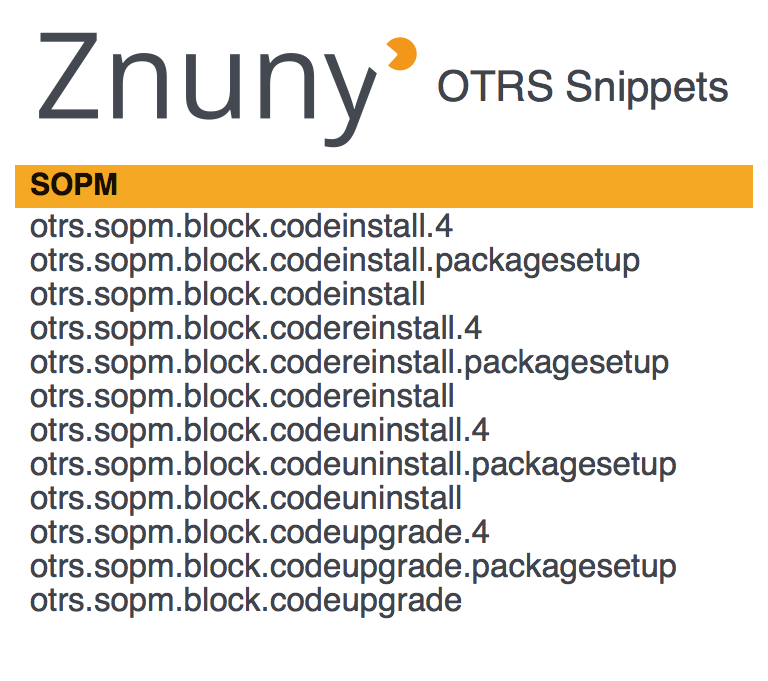 Znuny OTRS Snippets
SOPM
otrs.sopm.block.codeinstall.4
otrs.sopm.block.codeinstall.packagesetup
otrs.sopm.block.codeinstall
otrs.sopm.block.codereinstall.4
otrs.sopm.block.codereinstall.packagesetup
otrs.sopm.block.codereinstall
otrs.sopm.block.codeuninstall.4
otrs.sopm.block.codeuninstall.packagesetup
otrs.sopm.block.codeuninstall
otrs.sopm.block.codeupgrade.4
otrs.sopm.block.codeupgrade.packagesetup
otrs.sopm.block.codeupgrade